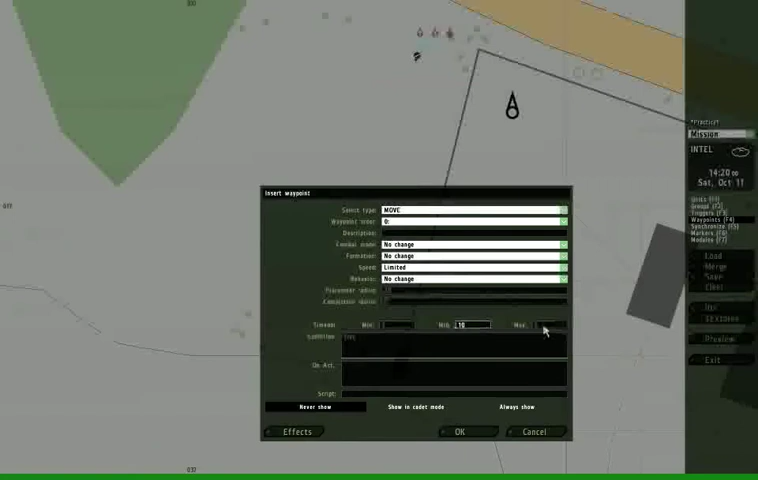 Insert waypoint
Select type: MOVE
Waypoint order: 0:
Description:
Combat mode: No change
Formation: No change
Speed: Limited
Behavior: No change
Placement radius:
Completion radius:
Timeout: Min: Mid: 10 Max:
Condition:
On Act.
Script:
Never show Show in cadet mode Always show
Effects OK Cancel
Mission
INTEL
14:20
Sat, Oct 11
Units (F1)
Groups (F2)
Triggers (F3)
Waypoints (F4)
Synchronize (F5)
Markers (F6)
Modules (F7)
Load
Merge
Save
Clear
Textures
Preview
Exit